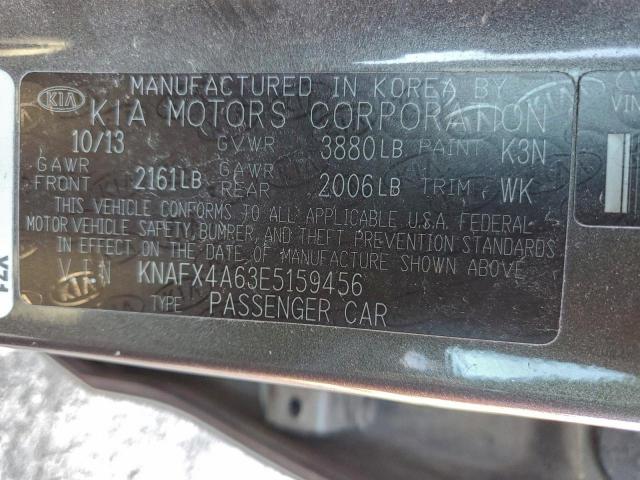 MANUFACTURED IN KOREA BY
KIA KIA MOTORS CORPORATION
10/13 GVWR 3880LB PAINT K3N
GAWR FRONT 2161LB GAWR REAR 2006LB TRIM WK
THIS VEHICLE CONFORMS TO ALL APPLICABLE U.S.A. FEDERAL
MOTOR VEHICLE SAFETY, BUMPER, AND THEFT PREVENTION STANDARDS
IN EFFECT ON THE DATE OF MANUFACTURE SHOWN ABOVE.
VIN KNAFX4A63E5159456
TYPE PASSENGER CAR
VIN